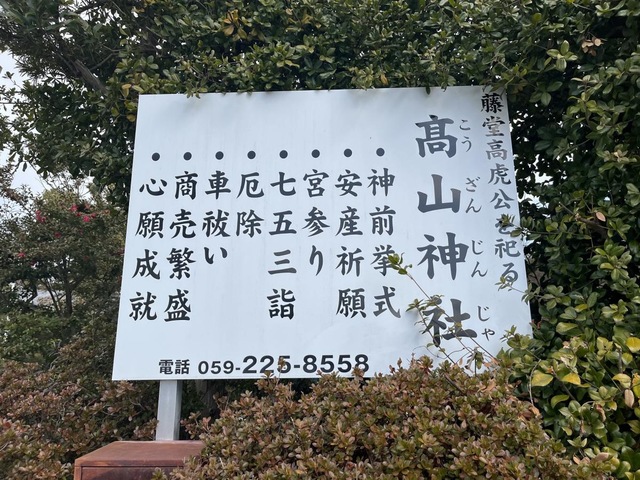 藤堂高虎公を祀る
髙山神社
こうざんじんじゃ
●神前挙式
●安産祈願
●宮参り
●七五三詣
●厄除
●車祓い
●商売繁盛
●心願成就
電話 059-225-8558